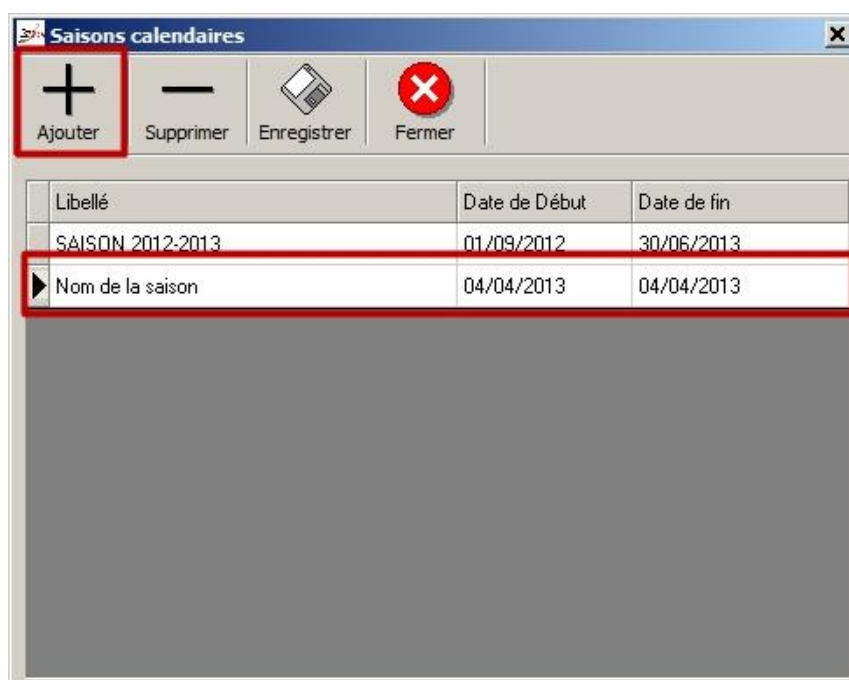 Saisons calendaires
Ajouter Supprimer Enregistrer Fermer
Libellé Date de Début Date de fin
SAISON 2012-2013 01/09/2012 30/06/2013
Nom de la saison 04/04/2013 04/04/2013